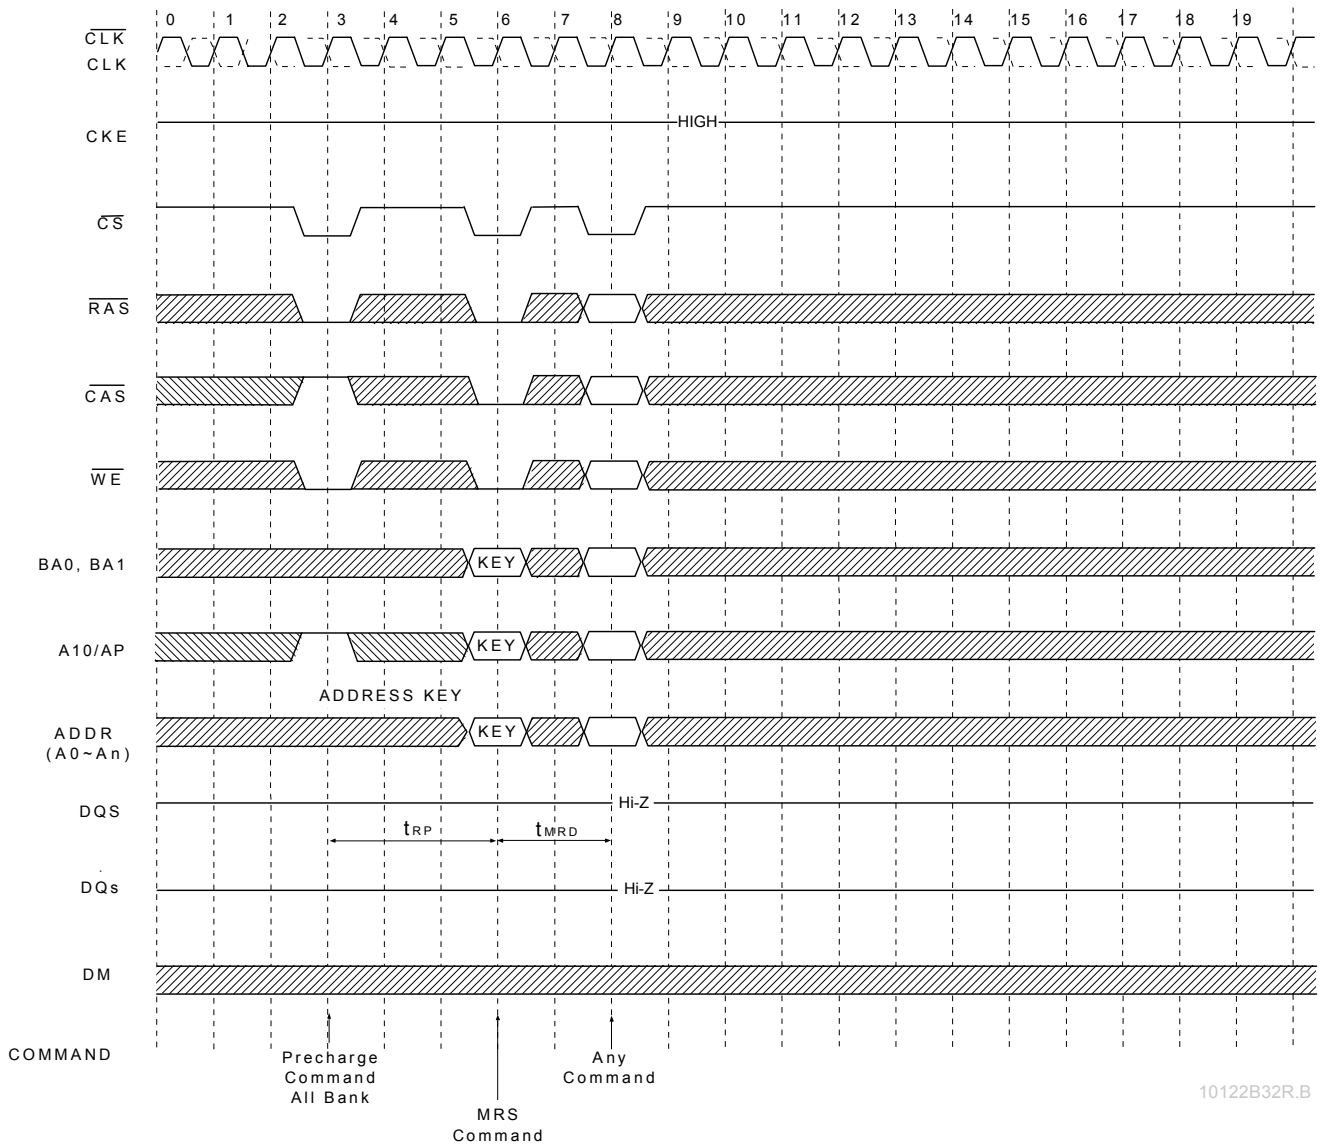 0 1 2 3 4 5 6 7 8 9 10 11 12 13 14 15 16 17 18 19
CLK
CLK
CKE
HIGH
CS
RAS
CAS
WE
BA0, BA1
KEY
A10/AP
KEY
ADDRESS KEY
ADDR
(A0~An)
KEY
DQS
Hi-Z
tRP
tMRD
DQs
Hi-Z
DM
COMMAND
Precharge
Command
All Bank
MRS
Command
Any
Command
10122B32R.B